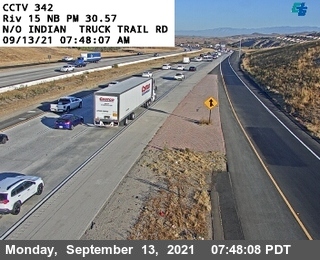 CCTV 342
Riv 15 NB PM 30.57
N/O INDIAN TRUCK TRAIL RD
09/13/21 07:48:07 AM
Monday, September 13, 2021 07:48:08 PDT